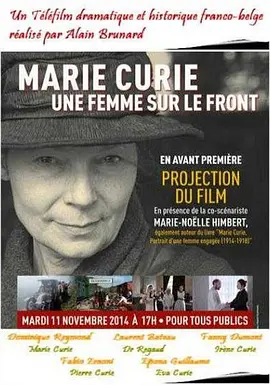 Un Téléfilm dramatique et historique franco-belge
réalisé par Alain Brunard
MARIE CURIE
UNE FEMME SUR LE FRONT
EN AVANT PREMIÈRE
PROJECTION
DU FILM
En présence de la co-scénariste
MARIE-NOËLLE HIMBERT,
également auteur du livre "Marie Curie,
Portrait d'une femme engagée (1914-1918)"
MARDI 11 NOVEMBRE 2014 À 17H • POUR TOUS PUBLICS
Dominique Reymond Laurent Bateau Fanny Dumont
Marie Curie Dr Regaud Irène Curie
Fabio Zenoni Epona Guillaume
Pierre Curie Eva Curie